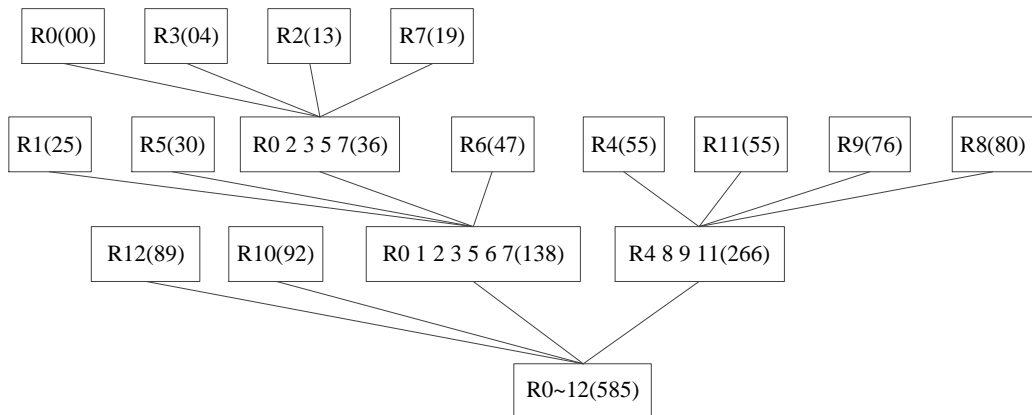 R0(00)
R3(04)
R2(13)
R7(19)
R1(25)
R5(30)
R0 2 3 5 7(36)
R6(47)
R4(55)
R11(55)
R9(76)
R8(80)
R12(89)
R10(92)
R0 1 2 3 5 6 7(138)
R4 8 9 11(266)
R0~12(585)